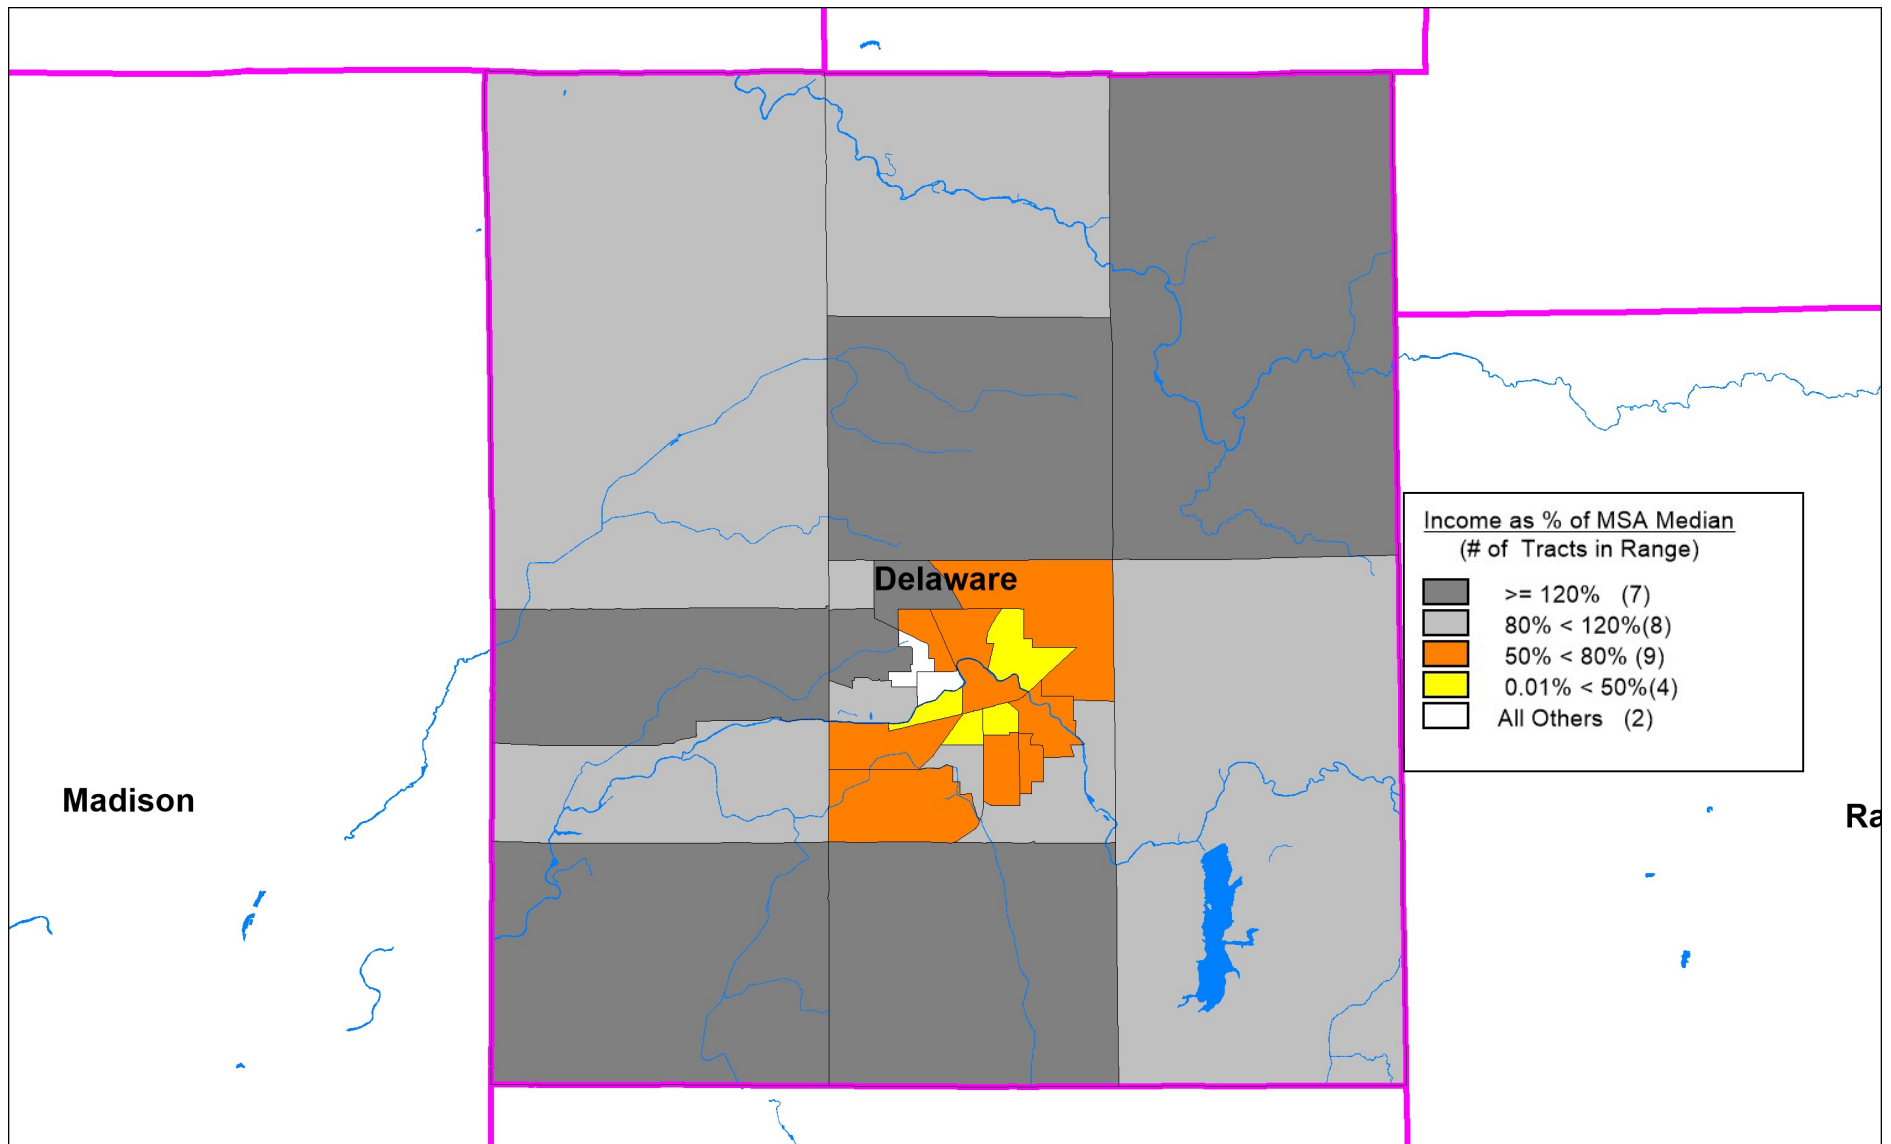 Delaware
Income as % of MSA Median
(# of Tracts in Range)
>= 120% (7)
80% < 120%(8)
50% < 80% (9)
0.01% < 50%(4)
All Others (2)
Madison
Ra